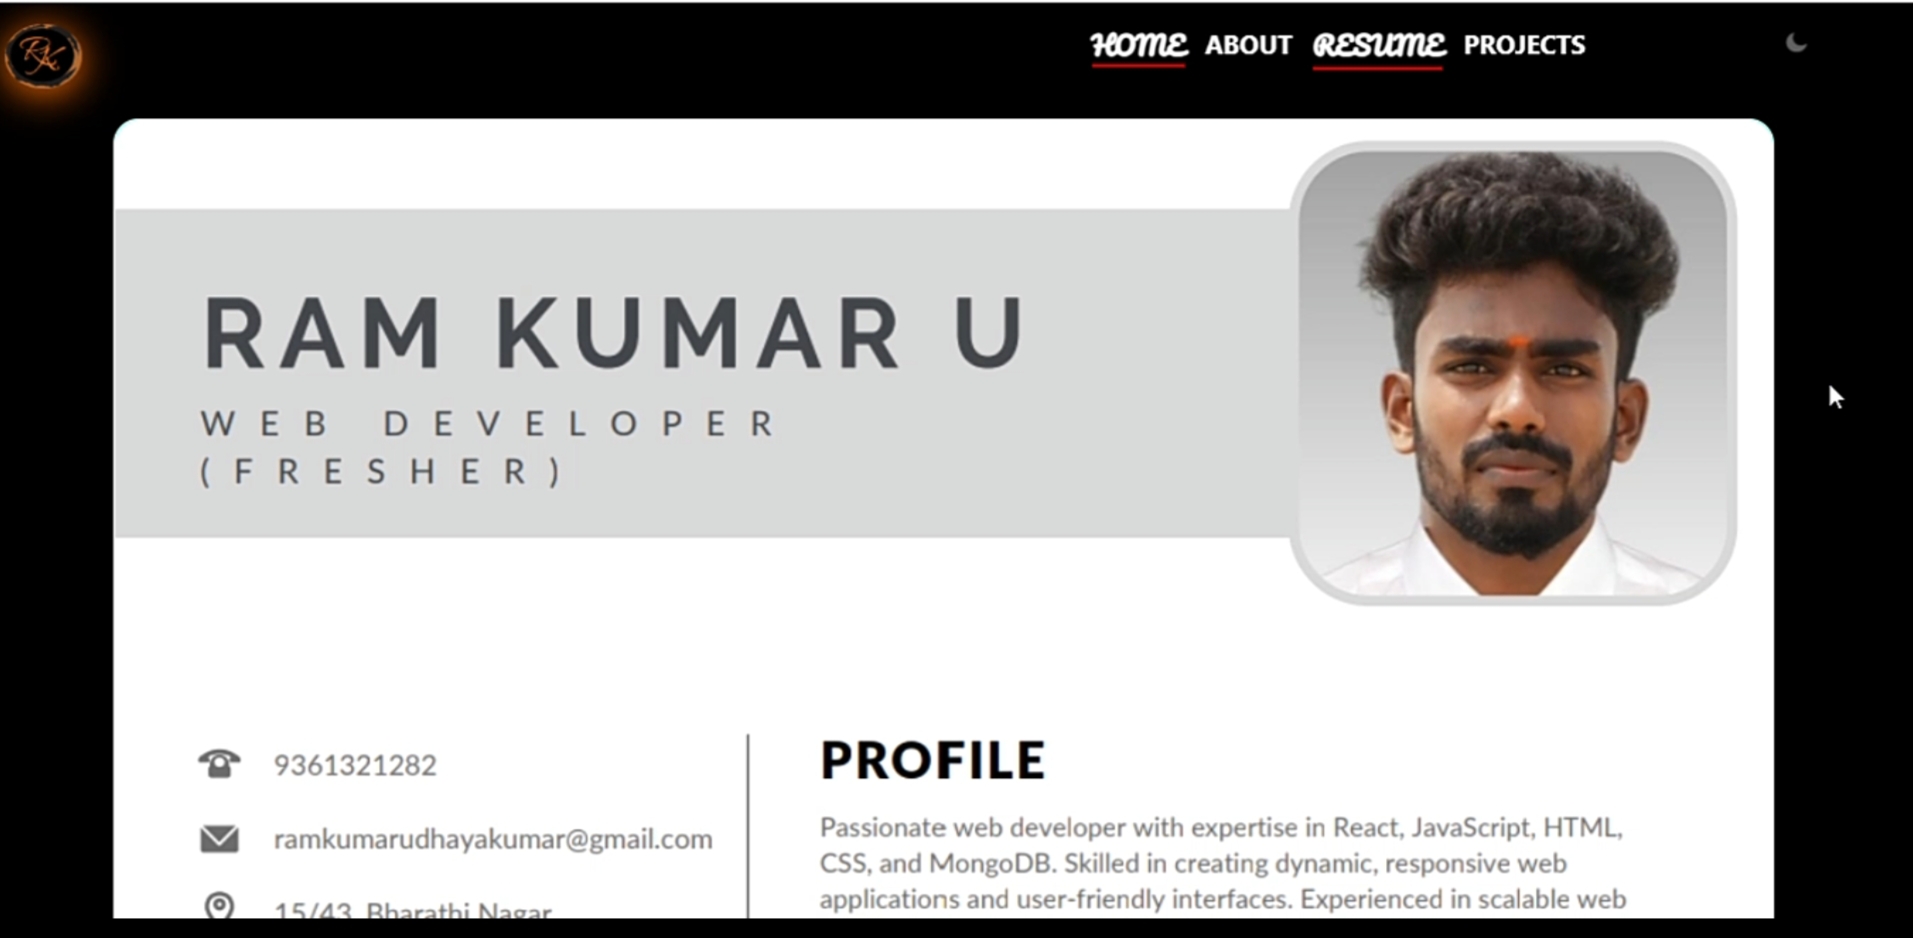 RK
HOME ABOUT RESUME PROJECTS
RAM KUMAR U
WEB DEVELOPER
(FRESHER)
9361321282
ramkumarudhayakumar@gmail.com
15/43, Bharathi Nagar
PROFILE
Passionate web developer with expertise in React, JavaScript, HTML,
CSS, and MongoDB. Skilled in creating dynamic, responsive web
applications and user-friendly interfaces. Experienced in scalable web